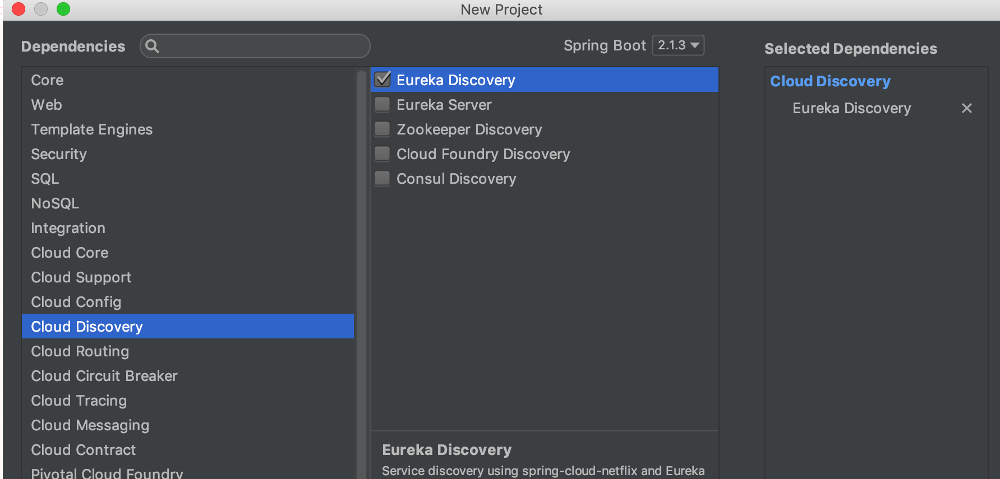 New Project
Dependencies
Spring Boot 2.1.3
Selected Dependencies
Core
Web
Template Engines
Security
SQL
NoSQL
Integration
Cloud Core
Cloud Support
Cloud Config
Cloud Discovery
Cloud Routing
Cloud Circuit Breaker
Cloud Tracing
Cloud Messaging
Cloud Contract
Pivotal Cloud Foundry
Eureka Discovery
Eureka Server
Zookeeper Discovery
Cloud Foundry Discovery
Consul Discovery
Eureka Discovery
Service discovery using spring-cloud-netflix and Eureka
Cloud Discovery
Eureka Discovery